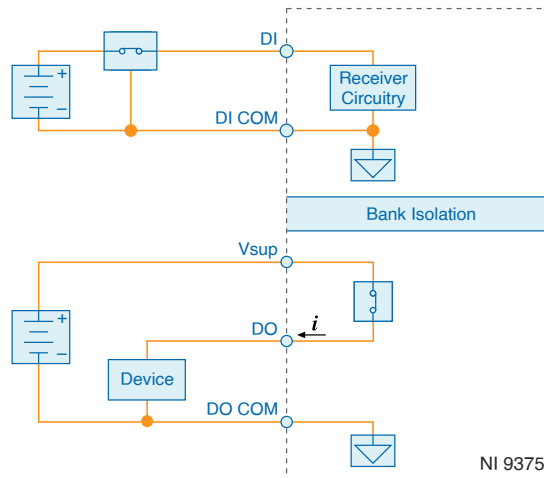 DI
+
−
Receiver
Circuitry
DI COM
Bank Isolation
Vsup
+
−
DO
i
Device
DO COM
NI 9375